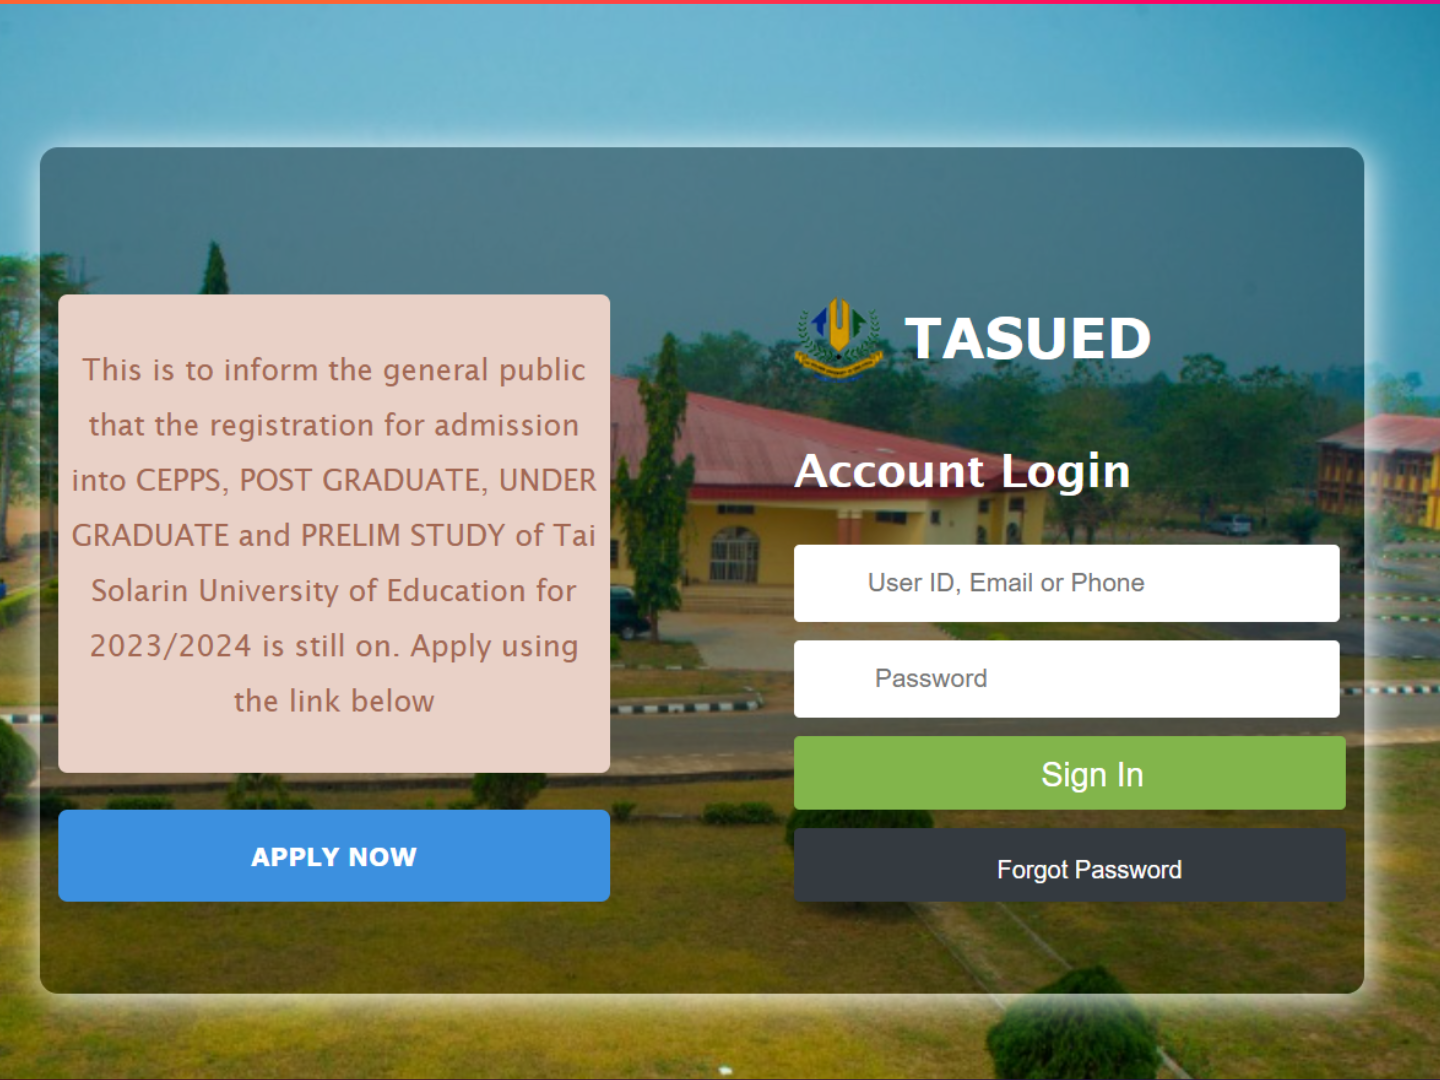 This is to inform the general public
that the registration for admission
into CEPPS, POST GRADUATE, UNDER
GRADUATE and PRELIM STUDY of Tai
Solarin University of Education for
2023/2024 is still on. Apply using
the link below
APPLY NOW
TASUED
Account Login
User ID, Email or Phone
Password
Sign In
Forgot Password